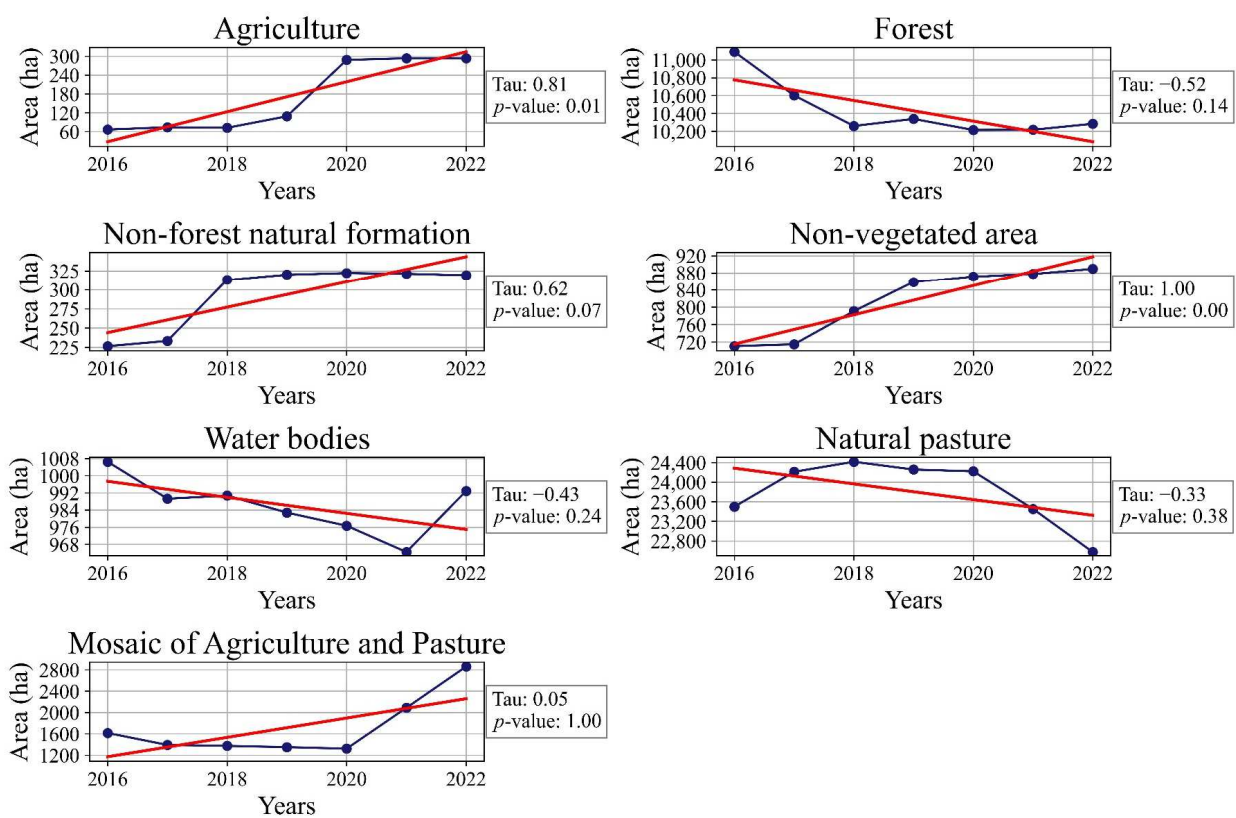 Agriculture
Area (ha)
300
240
180
120
60
2016 2018 2020 2022
Years
Tau: 0.81
p-value: 0.01
Forest
Area (ha)
11,000
10,800
10,600
10,400
10,200
2016 2018 2020 2022
Years
Tau: −0.52
p-value: 0.14
Non-forest natural formation
Area (ha)
325
300
275
250
225
2016 2018 2020 2022
Years
Tau: 0.62
p-value: 0.07
Non-vegetated area
Area (ha)
920
880
840
800
760
720
2016 2018 2020 2022
Years
Tau: 1.00
p-value: 0.00
Water bodies
Area (ha)
1008
1000
992
984
976
968
2016 2018 2020 2022
Years
Tau: −0.43
p-value: 0.24
Natural pasture
Area (ha)
24,400
24,000
23,600
23,200
22,800
2016 2018 2020 2022
Years
Tau: −0.33
p-value: 0.38
Mosaic of Agriculture and Pasture
Area (ha)
2800
2400
2000
1600
1200
2016 2018 2020 2022
Years
Tau: 0.05
p-value: 1.00